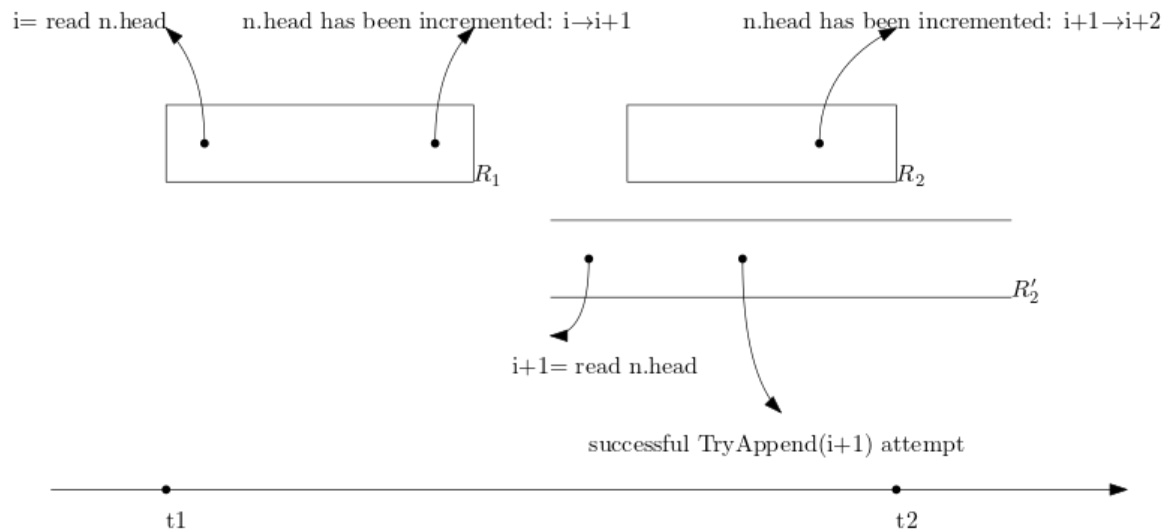 i= read n.head
n.head has been incremented: i→i+1
n.head has been incremented: i+1→i+2
R₁
R₂
R′₂
i+1= read n.head
successful TryAppend(i+1) attempt
t1
t2